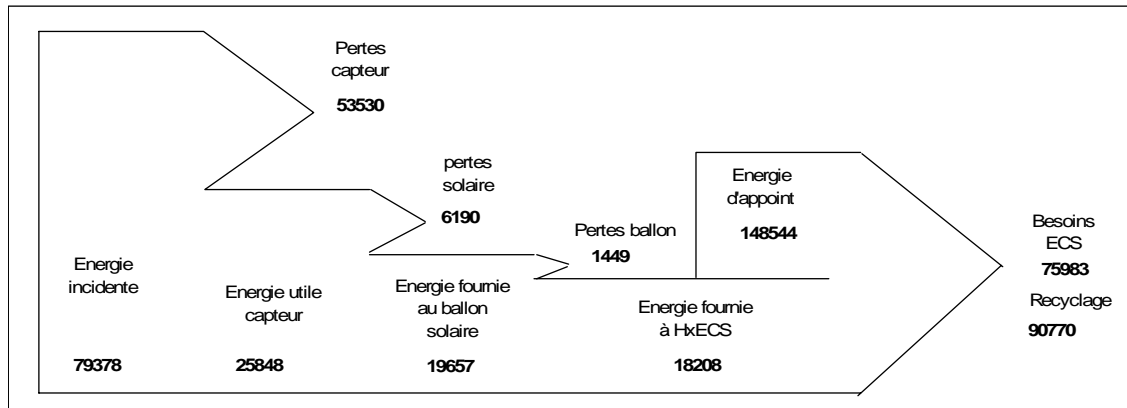 Pertes
capteur
53530
pertes
solaire
6190
Pertes ballon
1449
Energie
d'appoint
148544
Besoins
ECS
75983
Recyclage
90770
Energie
incidente
79378
Energie utile
capteur
25848
Energie fournie
au ballon
solaire
19657
Energie fournie
à HxECS
18208